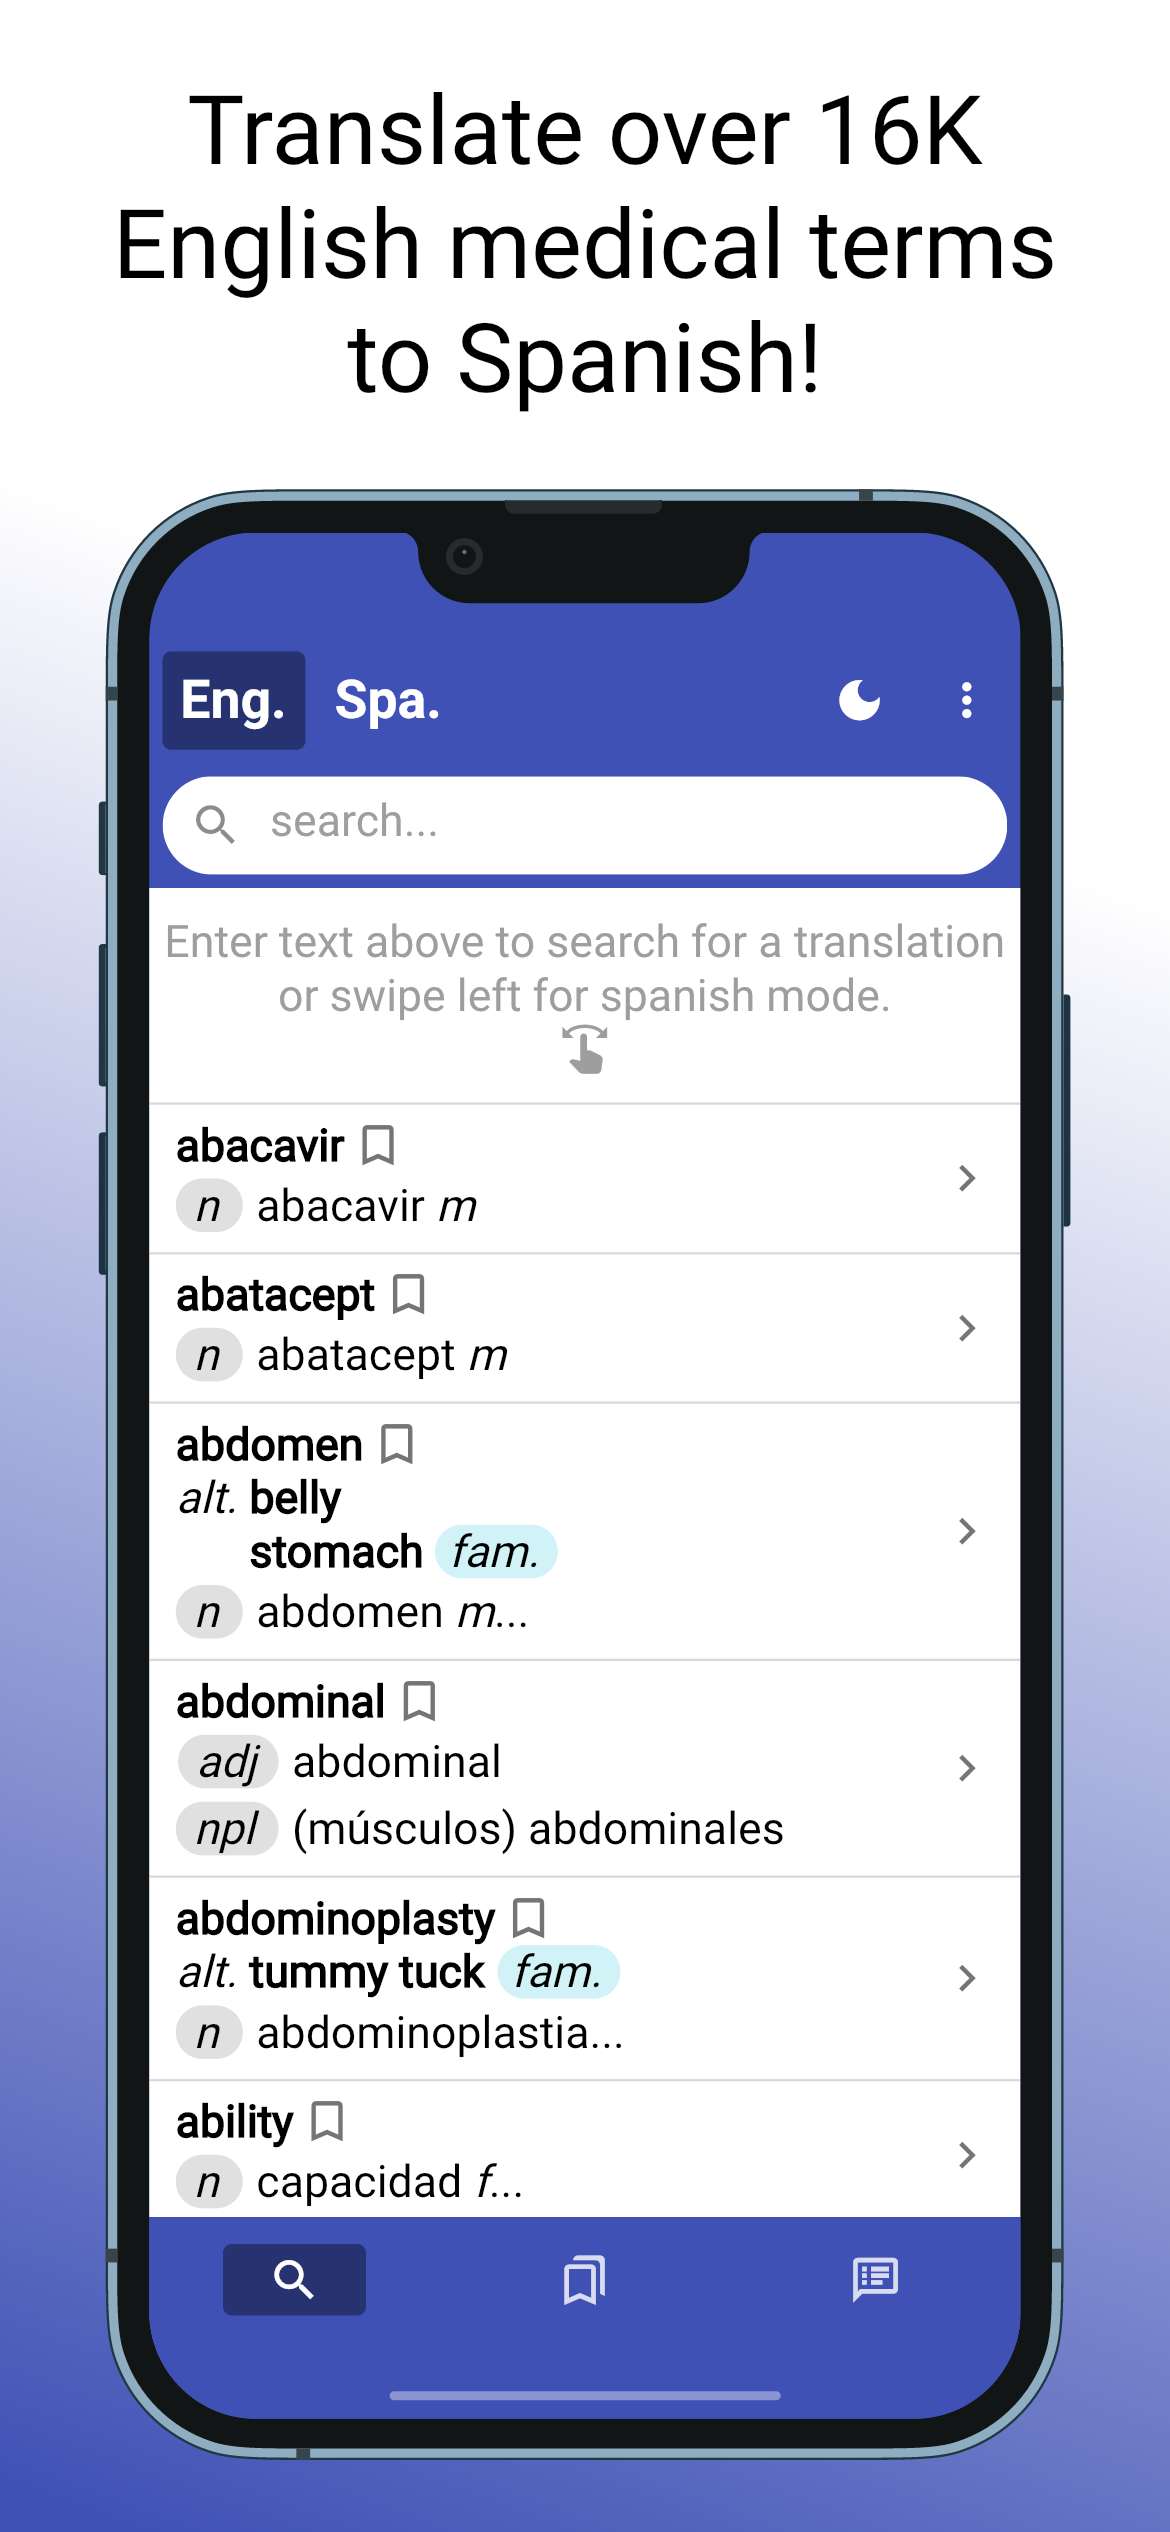 Translate over 16K
English medical terms
to Spanish!
Eng. Spa.
search...
Enter text above to search for a translation
or swipe left for spanish mode.
abacavir
n abacavir m
abatacept
n abatacept m
abdomen
alt. belly
stomach fam.
n abdomen m...
abdominal
adj abdominal
npl (músculos) abdominales
abdominoplasty
alt. tummy tuck fam.
n abdominoplastia...
ability
n capacidad f...